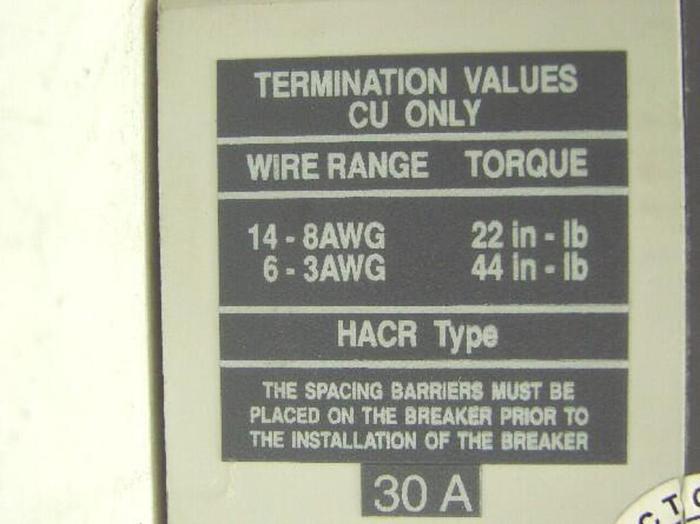 TERMINATION VALUES
CU ONLY
WIRE RANGE TORQUE
14 - 8AWG 22 in - lb
6 - 3AWG 44 in - lb
HACR Type
THE SPACING BARRIERS MUST BE
PLACED ON THE BREAKER PRIOR TO
THE INSTALLATION OF THE BREAKER
30 A